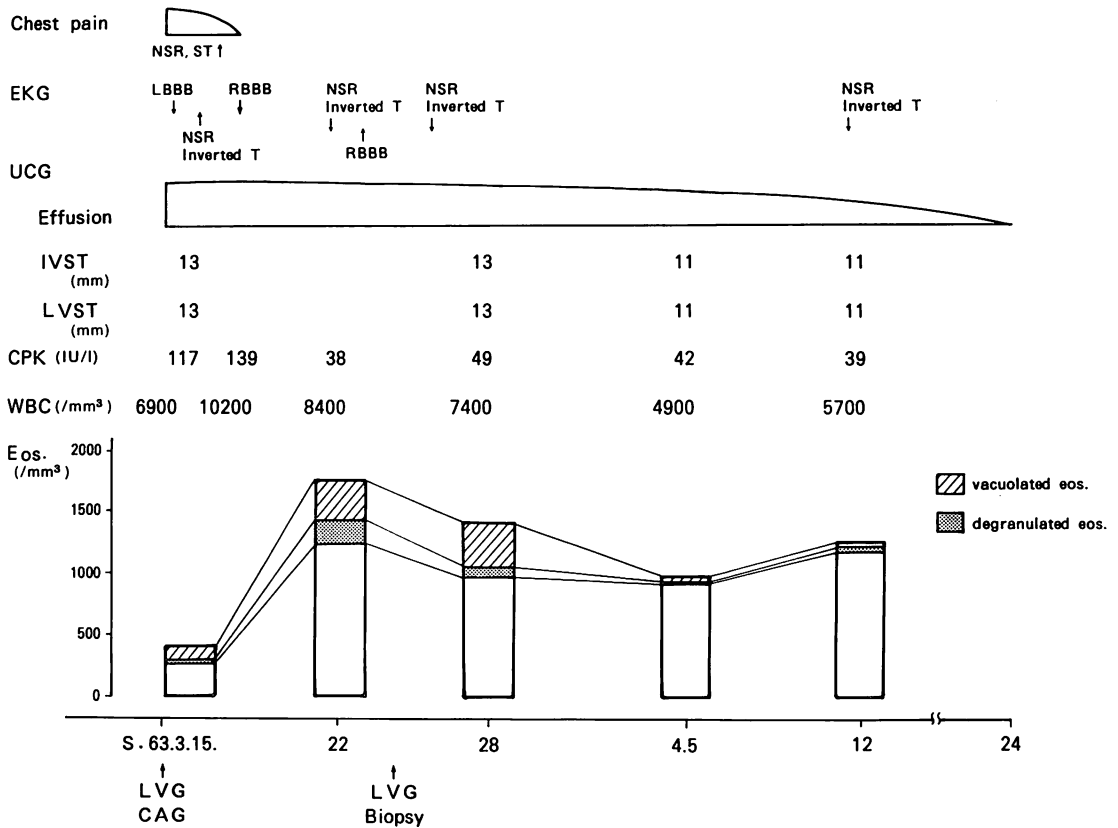 Chest pain
NSR, ST↑
EKG
LBBB
RBBB
NSR
Inverted T
NSR
Inverted T
RBBB
NSR
Inverted T
NSR
Inverted T
UCG
Effusion
IVST
(mm)
13 13 11 11
LVST
(mm)
13 13 11 11
CPK (IU/l) 117 139 38 49 42 39
WBC (/mm³) 6900 10200 8400 7400 4900 5700
Eos.
(/mm³)
2000
1500
1000
500
0
vacuolated eos.
degranulated eos.
S.63.3.15. 22 28 4.5 12 24
LVG
CAG
LVG
Biopsy